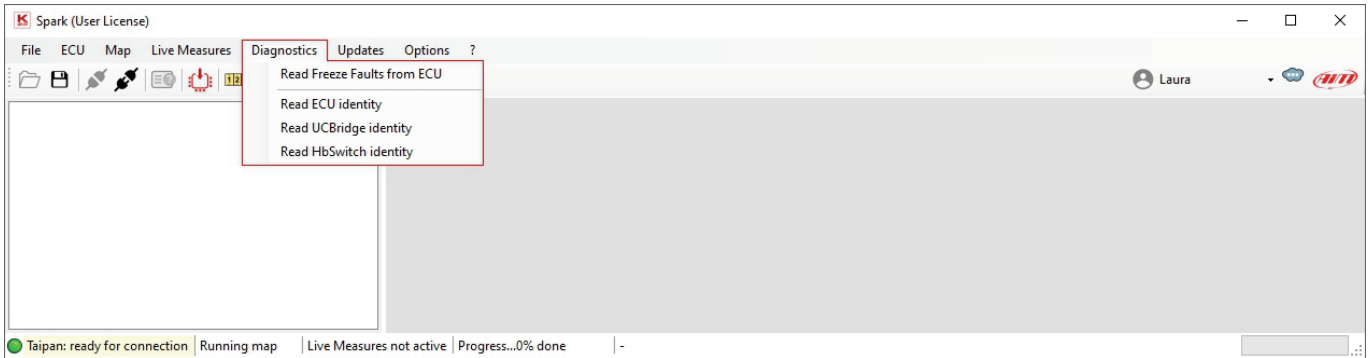 K Spark (User License)
File ECU Map Live Measures Diagnostics Updates Options ?
12 Laura AiM
Read Freeze Faults from ECU
Read ECU identity
Read UCBridge identity
Read HbSwitch identity
Taipan: ready for connection Running map Live Measures not active Progress...0% done -